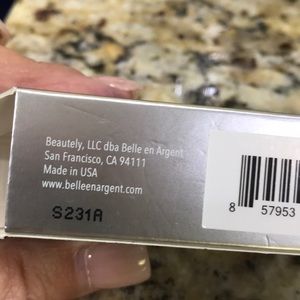 Beautely, LLC dba Belle en Argent
San Francisco, CA 94111
Made in USA
www.belleenargent.com
S231A
8 57953